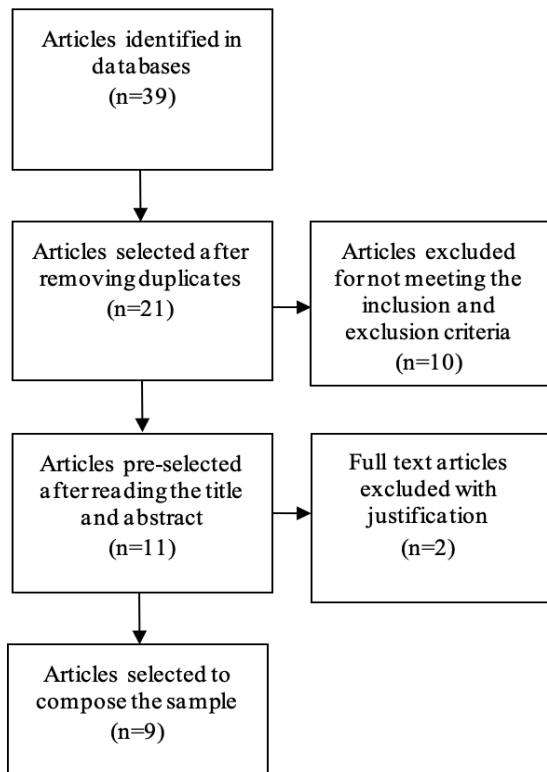 Articles identified in
databases
(n=39)
Articles selected after
removing duplicates
(n=21)
Articles excluded
for not meeting the
inclusion and
exclusion criteria
(n=10)
Articles pre-selected
after reading the title
and abstract
(n=11)
Full text articles
excluded with
justification
(n=2)
Articles selected to
compose the sample
(n=9)